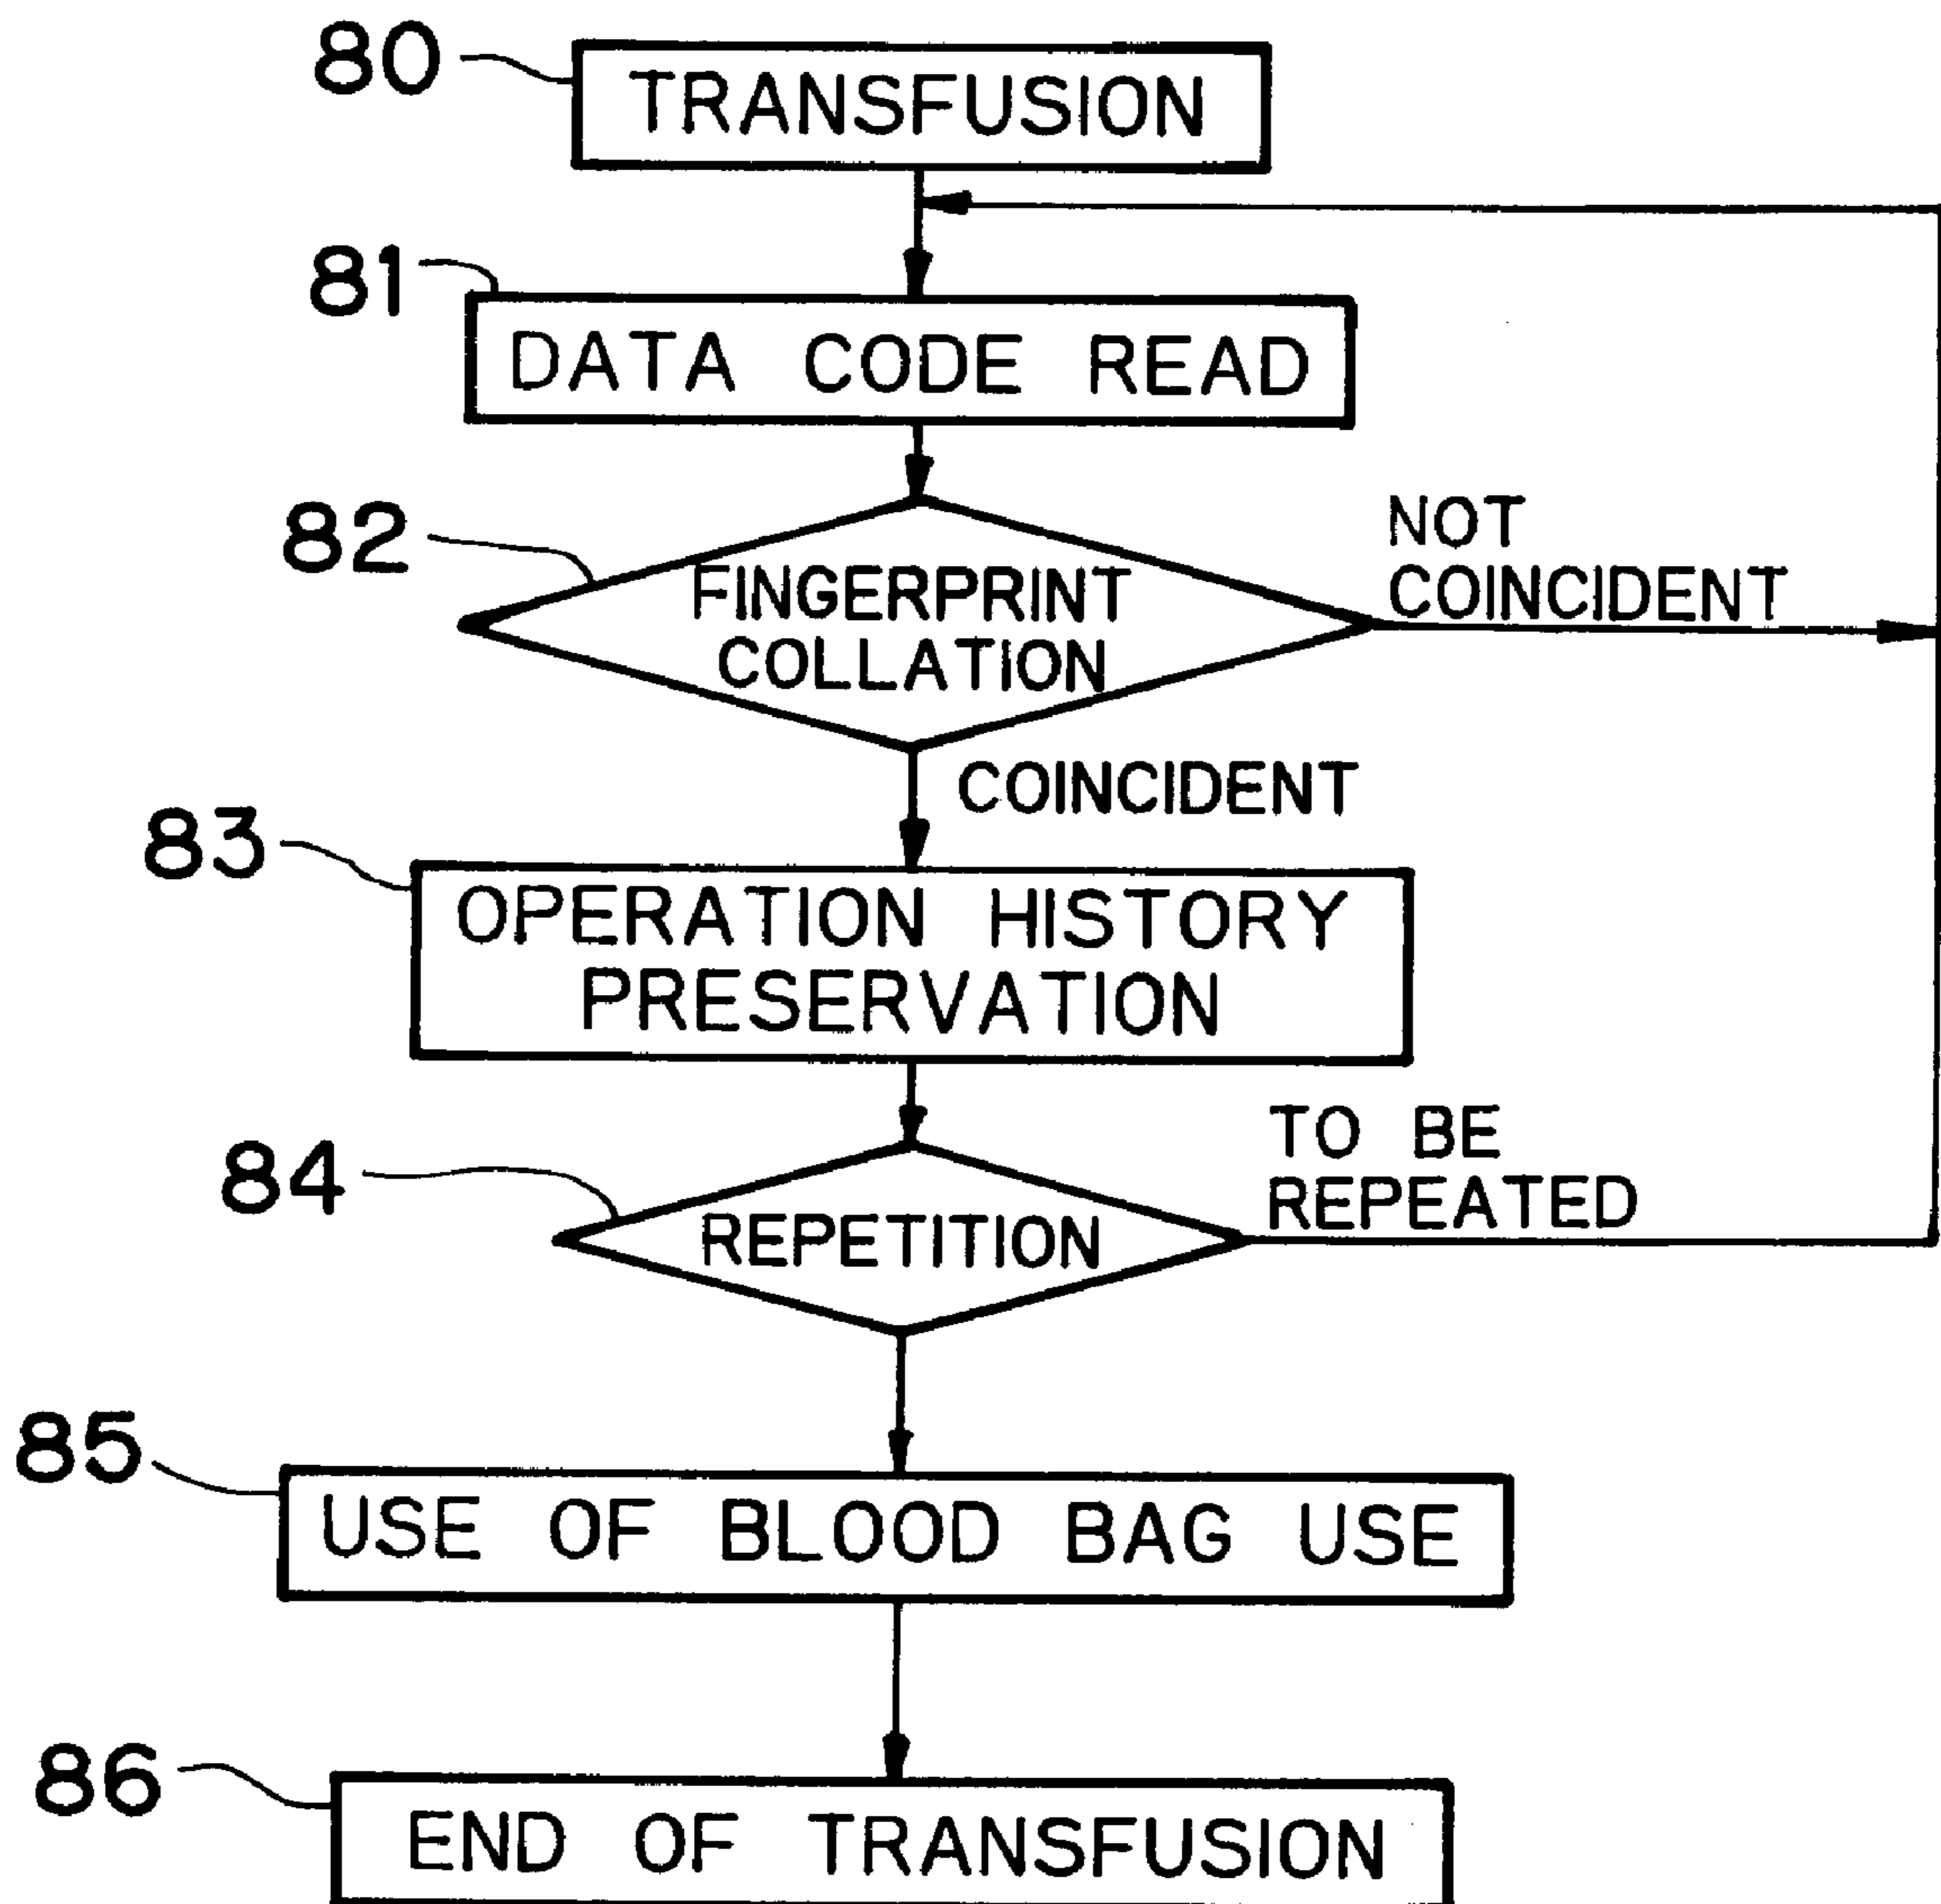 80
TRANSFUSION
81
DATA CODE READ
82
FINGERPRINT
COLLATION
NOT
COINCIDENT
COINCIDENT
83
OPERATION HISTORY
PRESERVATION
84
REPETITION
TO BE
REPEATED
85
USE OF BLOOD BAG USE
86
END OF TRANSFUSION